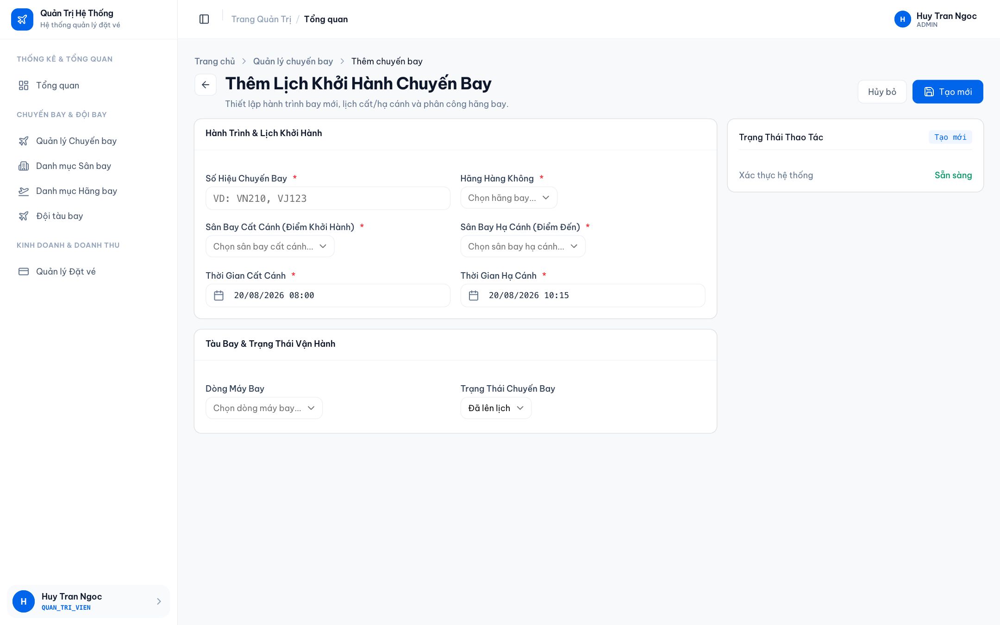 Quản Trị Hệ Thống
Hệ thống quản lý đặt vé
THỐNG KÊ & TỔNG QUAN
Tổng quan
CHUYẾN BAY & ĐỘI BAY
Quản lý Chuyến bay
Danh mục Sân bay
Danh mục Hãng bay
Đội tàu bay
KINH DOANH & DOANH THU
Quản lý Đặt vé
H
Huy Tran Ngoc
QUAN_TRI_VIEN
Trang Quản Trị / Tổng quan
H
Huy Tran Ngoc
ADMIN
Trang chủ > Quản lý chuyến bay > Thêm chuyến bay
Thêm Lịch Khởi Hành Chuyến Bay
Thiết lập hành trình bay mới, lịch cất/hạ cánh và phân công hãng bay.
Hủy bỏ
Tạo mới
Hành Trình & Lịch Khởi Hành
Số Hiệu Chuyến Bay *
VD: VN210, VJ123
Hãng Hàng Không *
Chọn hãng bay...
Sân Bay Cất Cánh (Điểm Khởi Hành) *
Chọn sân bay cất cánh...
Sân Bay Hạ Cánh (Điểm Đến) *
Chọn sân bay hạ cánh...
Thời Gian Cất Cánh *
20/08/2026 08:00
Thời Gian Hạ Cánh *
20/08/2026 10:15
Tàu Bay & Trạng Thái Vận Hành
Dòng Máy Bay
Chọn dòng máy bay...
Trạng Thái Chuyến Bay
Đã lên lịch
Trạng Thái Thao Tác
Tạo mới
Xác thực hệ thống
Sẵn sàng